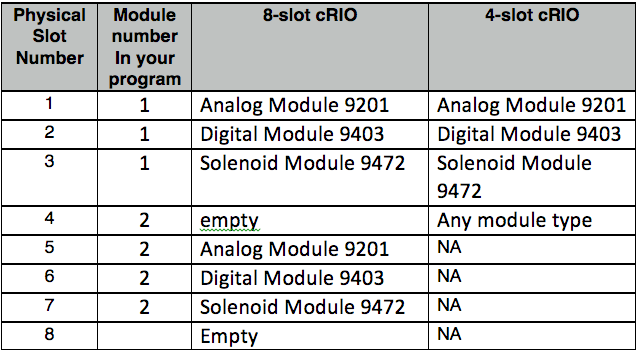 Physical Slot Number Module number In your program 8-slot cRIO 4-slot cRIO
1 1 Analog Module 9201 Analog Module 9201
2 1 Digital Module 9403 Digital Module 9403
3 1 Solenoid Module 9472 Solenoid Module 9472
4 2 empty Any module type
5 2 Analog Module 9201 NA
6 2 Digital Module 9403 NA
7 2 Solenoid Module 9472 NA
8 Empty NA